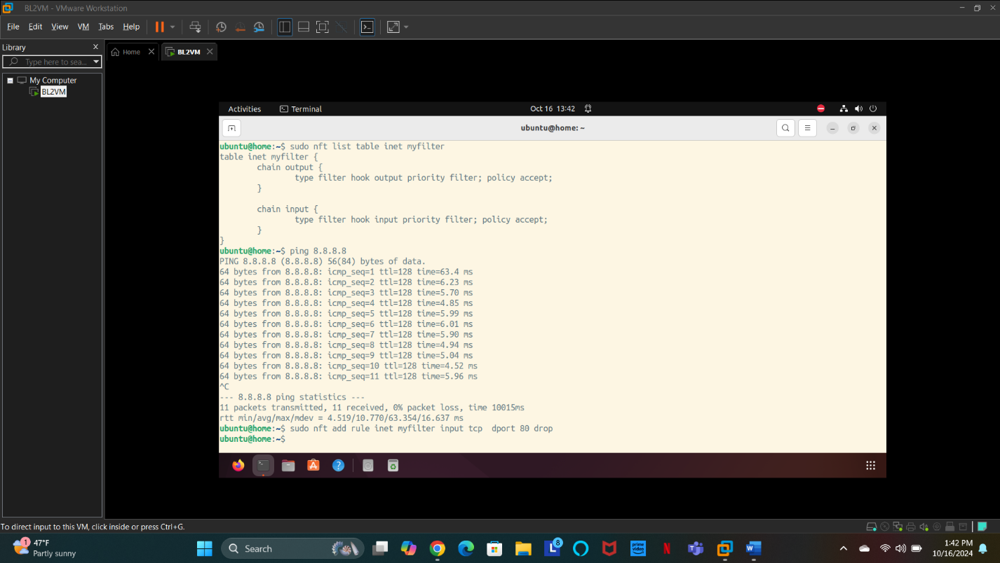 BL2VM - VMware Workstation
File Edit View VM Tabs Help
Library
Type here to sea...
My Computer
BL2VM
Home
BL2VM
Activities Terminal Oct 16 13:42
ubuntu@home: ~
ubuntu@home:~$ sudo nft list table inet myfilter
table inet myfilter {
chain output {
type filter hook output priority filter; policy accept;
}
chain input {
type filter hook input priority filter; policy accept;
}
}
ubuntu@home:~$ ping 8.8.8.8
PING 8.8.8.8 (8.8.8.8) 56(84) bytes of data.
64 bytes from 8.8.8.8: icmp_seq=1 ttl=128 time=63.4 ms
64 bytes from 8.8.8.8: icmp_seq=2 ttl=128 time=6.23 ms
64 bytes from 8.8.8.8: icmp_seq=3 ttl=128 time=5.70 ms
64 bytes from 8.8.8.8: icmp_seq=4 ttl=128 time=4.85 ms
64 bytes from 8.8.8.8: icmp_seq=5 ttl=128 time=5.99 ms
64 bytes from 8.8.8.8: icmp_seq=6 ttl=128 time=6.01 ms
64 bytes from 8.8.8.8: icmp_seq=7 ttl=128 time=5.90 ms
64 bytes from 8.8.8.8: icmp_seq=8 ttl=128 time=4.94 ms
64 bytes from 8.8.8.8: icmp_seq=9 ttl=128 time=5.04 ms
64 bytes from 8.8.8.8: icmp_seq=10 ttl=128 time=4.52 ms
64 bytes from 8.8.8.8: icmp_seq=11 ttl=128 time=5.96 ms
^C
--- 8.8.8.8 ping statistics ---
11 packets transmitted, 11 received, 0% packet loss, time 10015ms
rtt min/avg/max/mdev = 4.519/10.770/63.354/16.637 ms
ubuntu@home:~$ sudo nft add rule inet myfilter input tcp  dport 80 drop
ubuntu@home:~$
To direct input to this VM, click inside or press Ctrl+G.
1
47°F
Partly sunny
Search
L
8
prime video
N
W
1:42 PM
10/16/2024